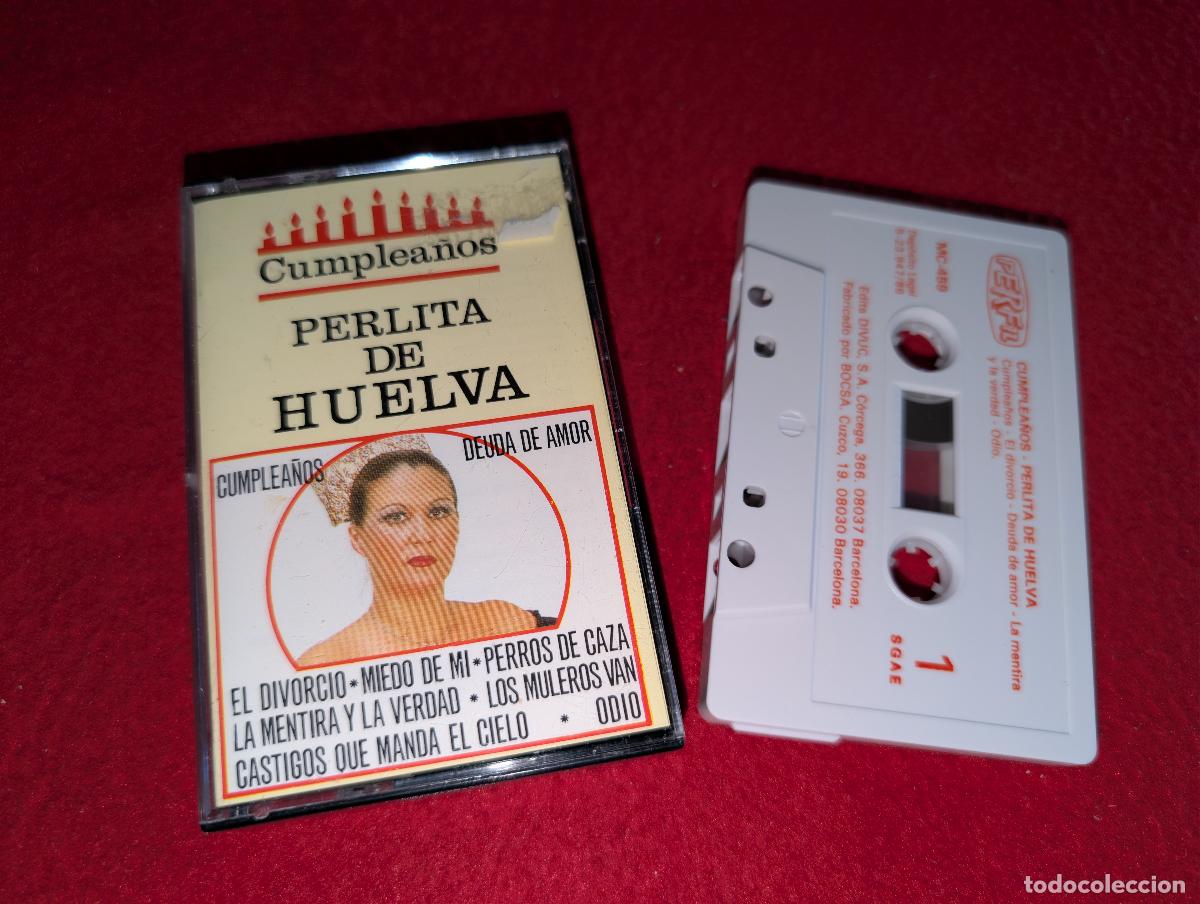 Cumpleaños
PERLITA
DE
HUELVA
CUMPLEAÑOS
DEUDA DE AMOR
EL DIVORCIO * MIEDO DE MI * PERROS DE CAZA
LA MENTIRA Y LA VERDAD * LOS MULEROS VAN
CASTIGOS QUE MANDA EL CIELO * ODIO
PERFIL
MC-459
Depósito Legal
CUMPLEAÑOS - PERLITA DE HUELVA
Cumpleaños - El divorcio - Deuda de amor - La mentira
y la verdad - Odio.
1
SGAE
Edita DIVUC, S.A. Córcega, 366. 08037 Barcelona.
Fabricado por BOCSA. Cuzco, 19. 08030 Barcelona.
todocoleccion